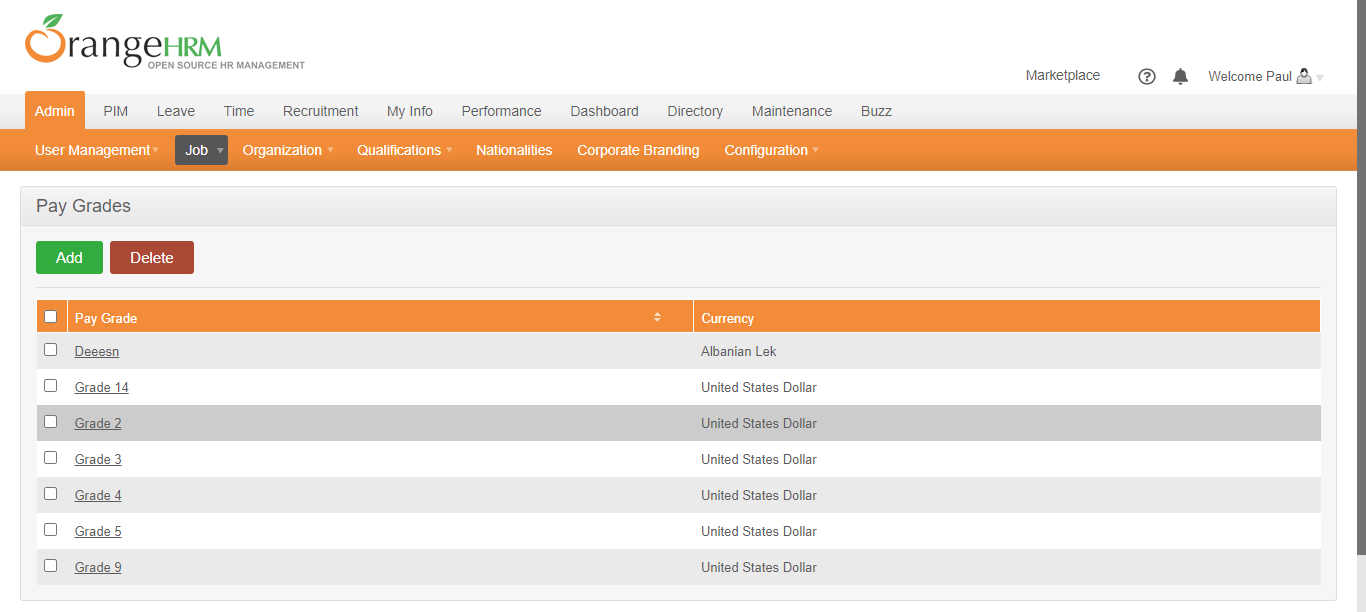 OrangeHRM
OPEN SOURCE HR MANAGEMENT
Marketplace ? Welcome Paul
Admin PIM Leave Time Recruitment My Info Performance Dashboard Directory Maintenance Buzz
User Management Job Organization Qualifications Nationalities Corporate Branding Configuration
Pay Grades
Add Delete
Pay Grade Currency
Deeesn Albanian Lek
Grade 14 United States Dollar
Grade 2 United States Dollar
Grade 3 United States Dollar
Grade 4 United States Dollar
Grade 5 United States Dollar
Grade 9 United States Dollar